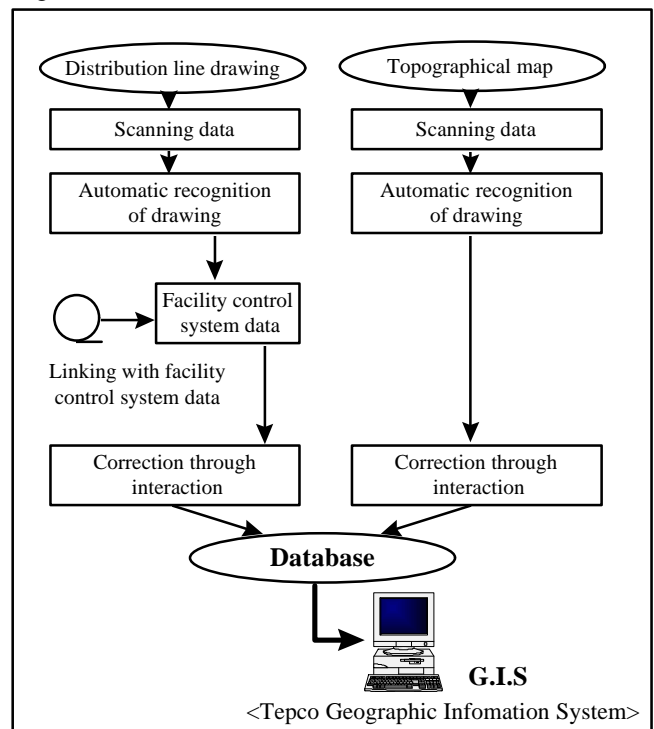 Distribution line drawing
Scanning data
Automatic recognition
of drawing
Facility control
system data
Linking with facility
control system data
Correction through
interaction
Topographical map
Scanning data
Automatic recognition
of drawing
Correction through
interaction
Database
G.I.S
<Tepco Geographic Infomation System>